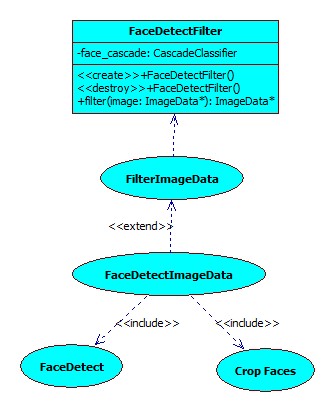 FaceDetectFilter
-face_cascade: CascadeClassifier
<<create>>+FaceDetectFilter()
<<destroy>>+FaceDetectFilter()
+filter(image: ImageData*): ImageData*
FilterImageData
<<extend>>
FaceDetectImageData
<<include>>
<<include>>
FaceDetect
Crop Faces